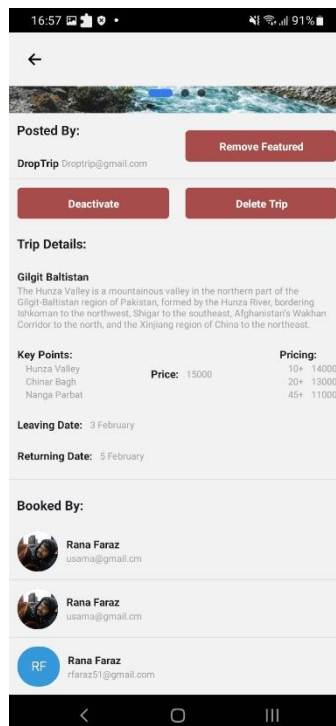 16:57
91%
Posted By:
DropTrip Droptrip@gmail.com
Remove Featured
Deactivate
Delete Trip
Trip Details:
Gilgit Baltistan
The Hunza Valley is a mountainous valley in the northern part of the
Gilgit-Baltistan region of Pakistan, formed by the Hunza River, bordering
Ishkoman to the northwest, Shigar to the southeast, Afghanistan's Wakhan
Corridor to the north, and the Xinjiang region of China to the northeast.
Key Points:
Hunza Valley
Chinar Bagh
Nanga Parbat
Price: 15000
Pricing:
10+ 14000
20+ 13000
45+ 11000
Leaving Date: 3 February
Returning Date: 5 February
Booked By:
Rana Faraz
usama@gmail.cm
Rana Faraz
usama@gmail.cm
RF
Rana Faraz
rfaraz51@gmail.com